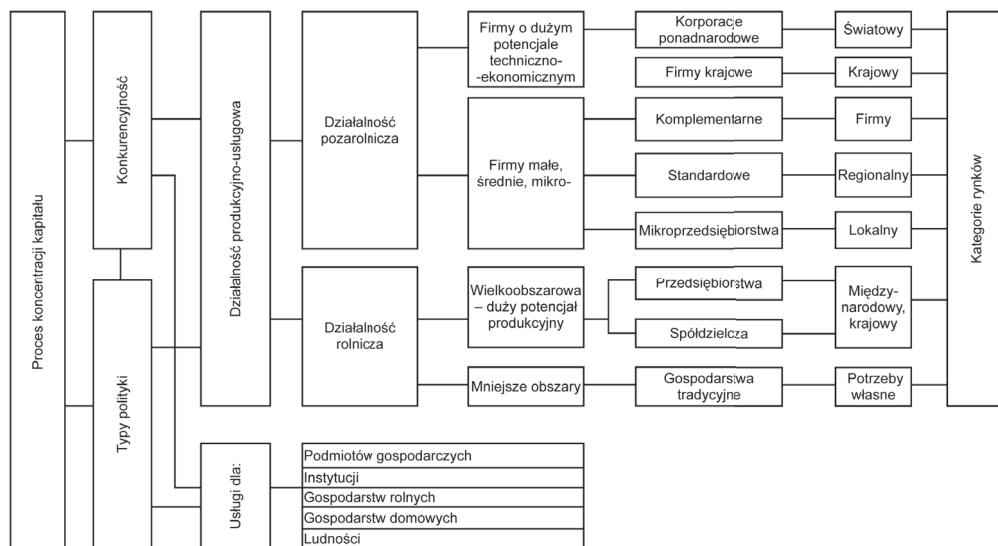 Proces koncentracji kapitału
Konkurencyjność
Typy polityki
Działalność produkcyjno-usługowa
Usługi dla:
Działalność
pozarolnicza
Działalność
rolnicza
Firmy o dużym
potencjale
techniczno-
-ekonomicznym
Firmy małe,
średnie, mikro-
Wielkoobszarowa
– duży potencjał
produkcyjny
Mniejsze obszary
Korporacje
ponadnarodowe
Firmy krajowe
Komplementarne
Standardowe
Mikroprzedsiębiorstwa
Przedsiębiorstwa
Spółdzielcza
Gospodarstwa
tradycyjne
Światowy
Krajowy
Firmy
Regionalny
Lokalny
Między-
narodowy,
krajowy
Potrzeby
własne
Kategorie rynków
Podmiotów gospodarczych
Instytucji
Gospodarstw rolnych
Gospodarstw domowych
Ludności